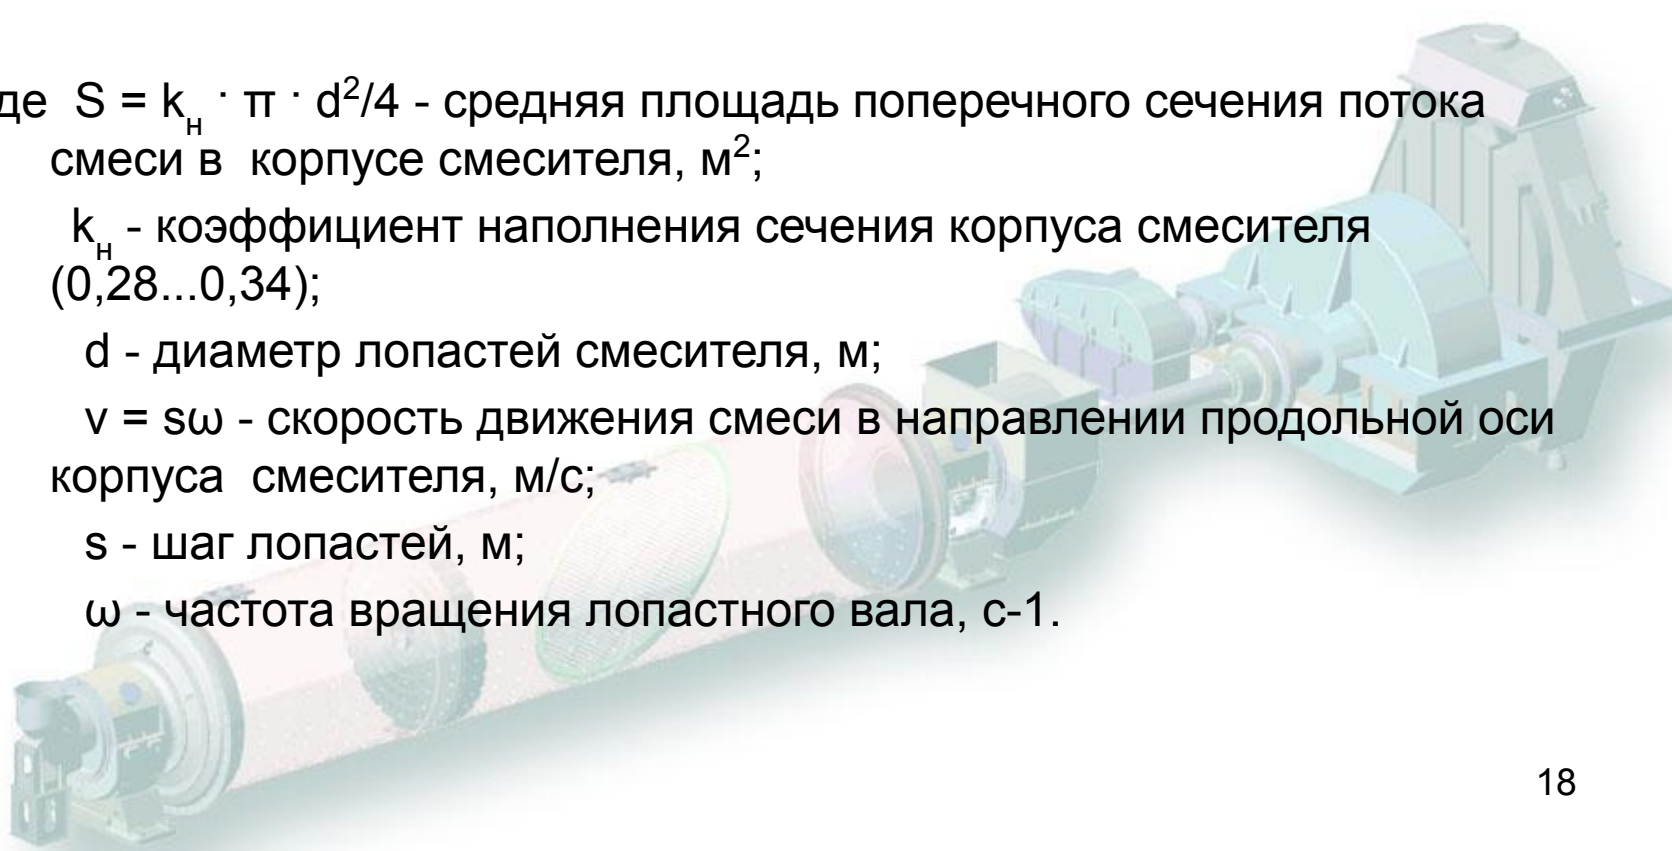 де S = kн · π · d²/4 - средняя площадь поперечного сечения потока
смеси в корпусе смесителя, м²;
kн - коэффициент наполнения сечения корпуса смесителя
(0,28...0,34);
d - диаметр лопастей смесителя, м;
v = sω - скорость движения смеси в направлении продольной оси
корпуса смесителя, м/с;
s - шаг лопастей, м;
ω - частота вращения лопастного вала, с-1.
18